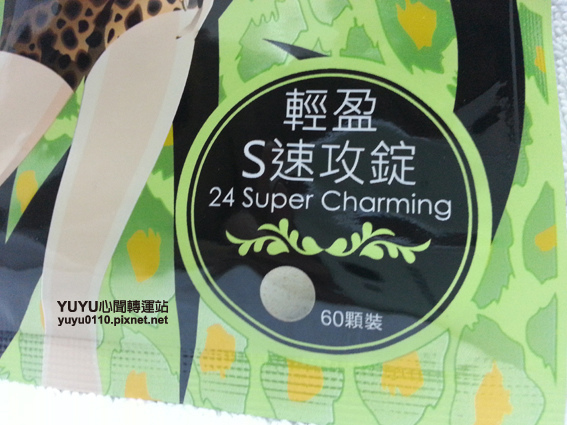 輕盈
S速攻錠
24 Super Charming
60顆裝
YUYU心聞轉運站
yuyu0110.pixnet.net